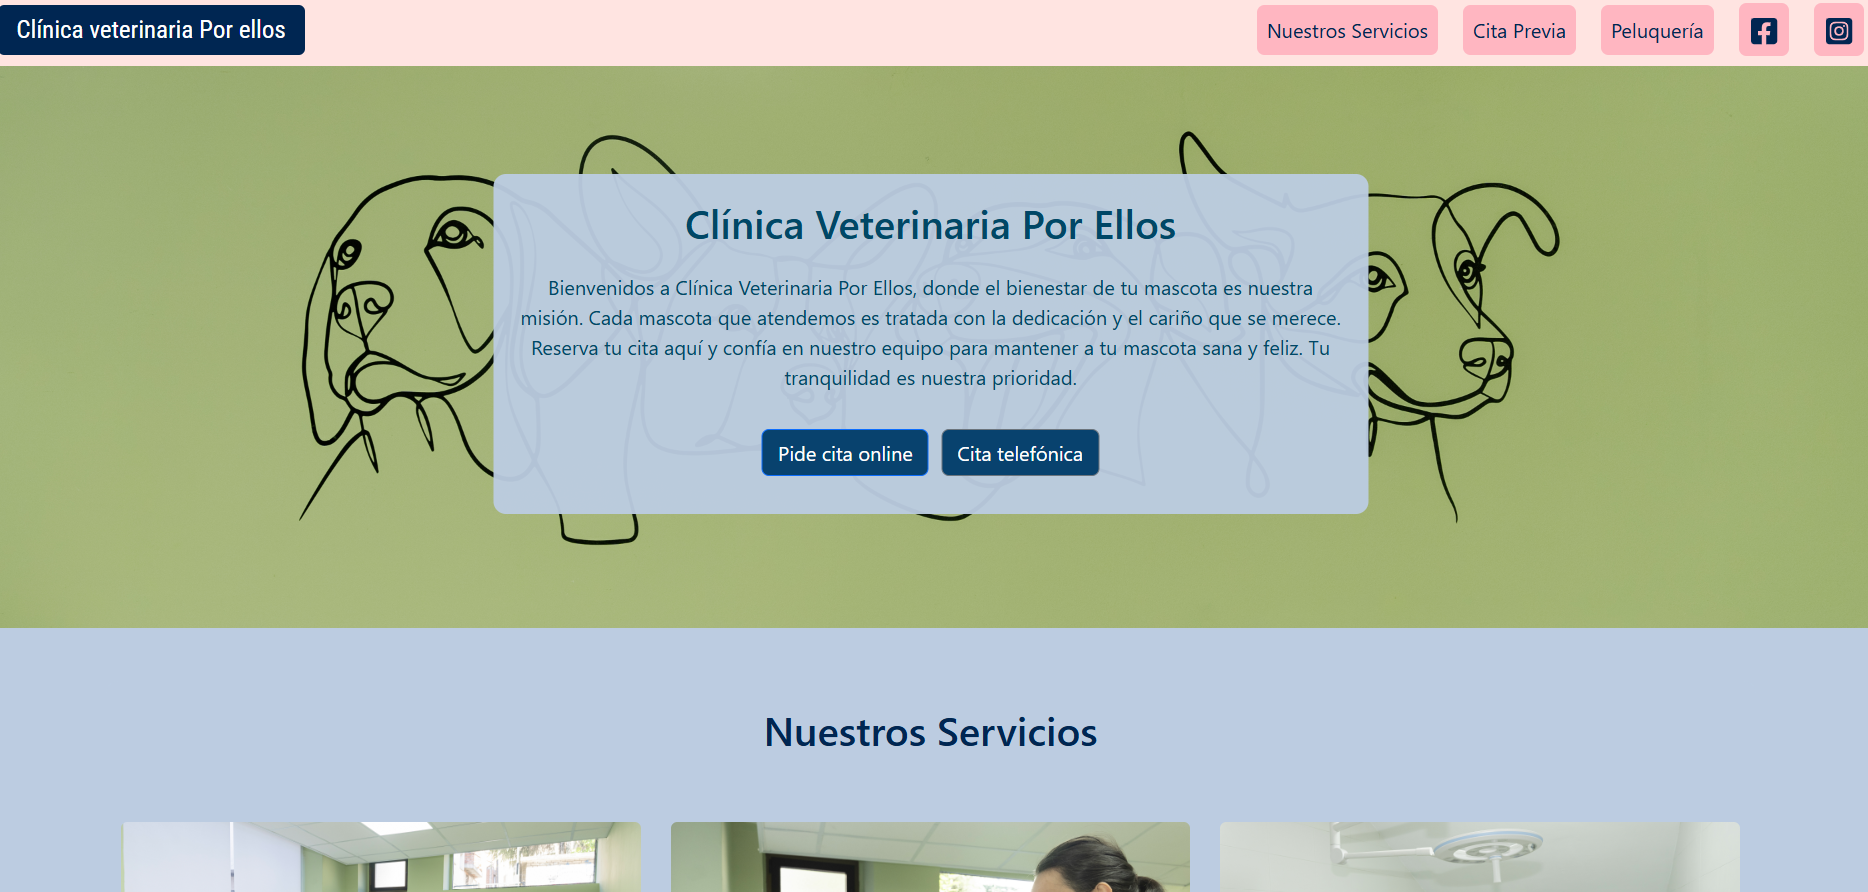 Clínica veterinaria Por ellos
Nuestros Servicios
Cita Previa
Peluquería
Clínica Veterinaria Por Ellos
Bienvenidos a Clínica Veterinaria Por Ellos, donde el bienestar de tu mascota es nuestra
misión. Cada mascota que atendemos es tratada con la dedicación y el cariño que se merece.
Reserva tu cita aquí y confía en nuestro equipo para mantener a tu mascota sana y feliz. Tu
tranquilidad es nuestra prioridad.
Pide cita online
Cita telefónica
Nuestros Servicios